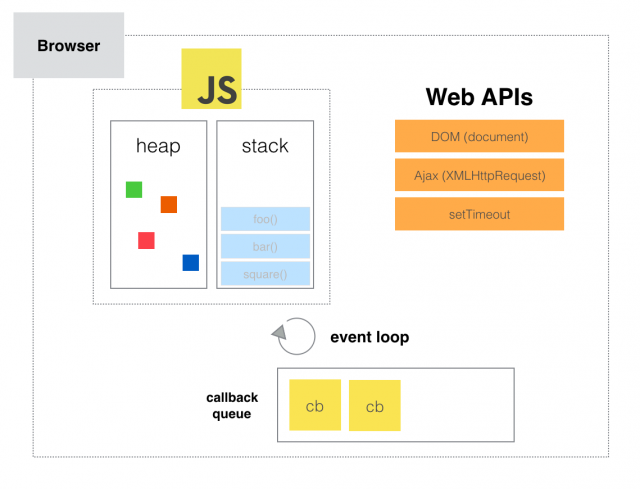 Browser
JS
heap
stack
foo()
bar()
square()
Web APIs
DOM (document)
Ajax (XMLHttpRequest)
setTimeout
event loop
callback
queue
cb
cb